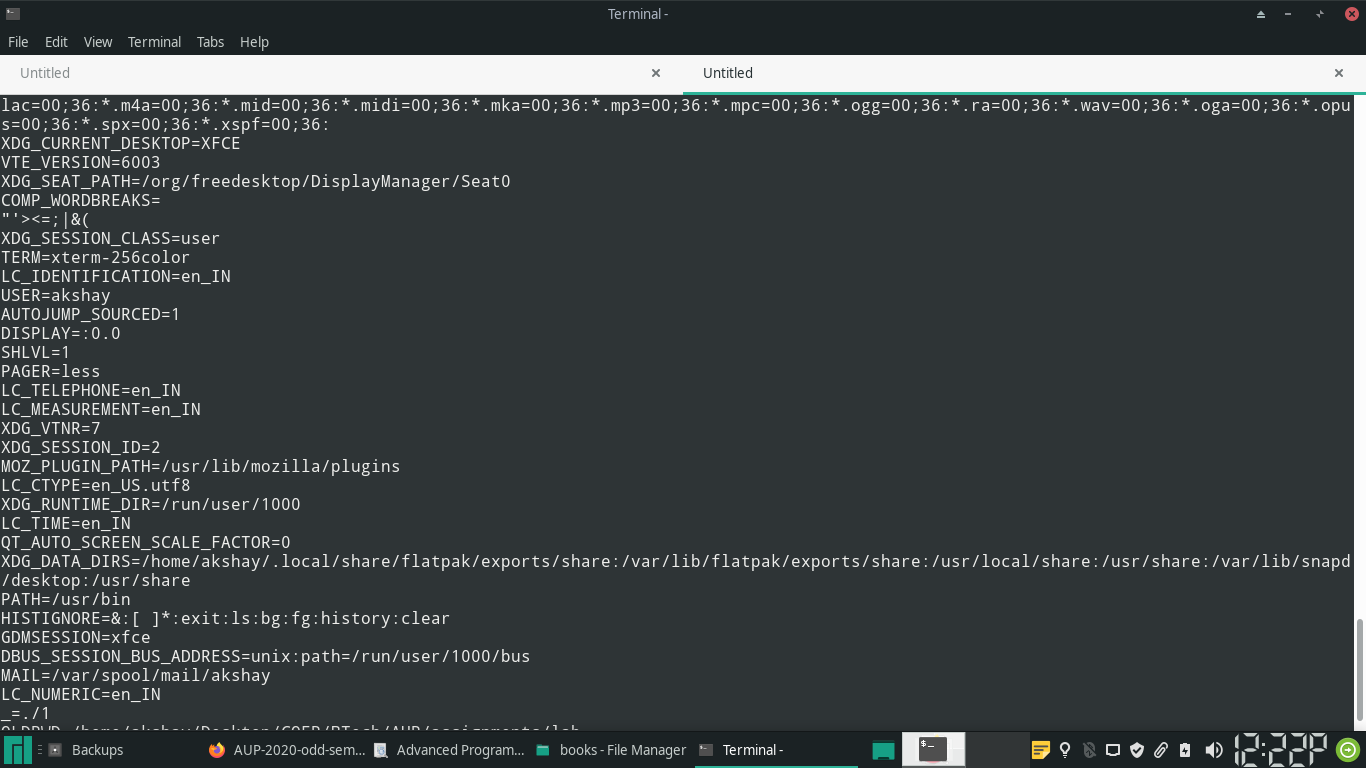 Terminal -
File Edit View Terminal Tabs Help
Untitled Untitled
lac=00;36:*.m4a=00;36:*.mid=00;36:*.midi=00;36:*.mka=00;36:*.mp3=00;36:*.mpc=00;36:*.ogg=00;36:*.ra=00;36:*.wav=00;36:*.oga=00;36:*.opu
s=00;36:*.spx=00;36:*.xspf=00;36:
XDG_CURRENT_DESKTOP=XFCE
VTE_VERSION=6003
XDG_SEAT_PATH=/org/freedesktop/DisplayManager/Seat0
COMP_WORDBREAKS=
"'><=;|&(
XDG_SESSION_CLASS=user
TERM=xterm-256color
LC_IDENTIFICATION=en_IN
USER=akshay
AUTOJUMP_SOURCED=1
DISPLAY=:0.0
SHLVL=1
PAGER=less
LC_TELEPHONE=en_IN
LC_MEASUREMENT=en_IN
XDG_VTNR=7
XDG_SESSION_ID=2
MOZ_PLUGIN_PATH=/usr/lib/mozilla/plugins
LC_CTYPE=en_US.utf8
XDG_RUNTIME_DIR=/run/user/1000
LC_TIME=en_IN
QT_AUTO_SCREEN_SCALE_FACTOR=0
XDG_DATA_DIRS=/home/akshay/.local/share/flatpak/exports/share:/var/lib/flatpak/exports/share:/usr/local/share:/usr/share:/var/lib/snapd
/desktop:/usr/share
PATH=/usr/bin
HISTIGNORE=&:[ ]*:exit:ls:bg:fg:history:clear
GDMSESSION=xfce
DBUS_SESSION_BUS_ADDRESS=unix:path=/run/user/1000/bus
MAIL=/var/spool/mail/akshay
LC_NUMERIC=en_IN
_=./1
Backups AUP-2020-odd-sem... Advanced Program... books - File Manager Terminal - 12:22P